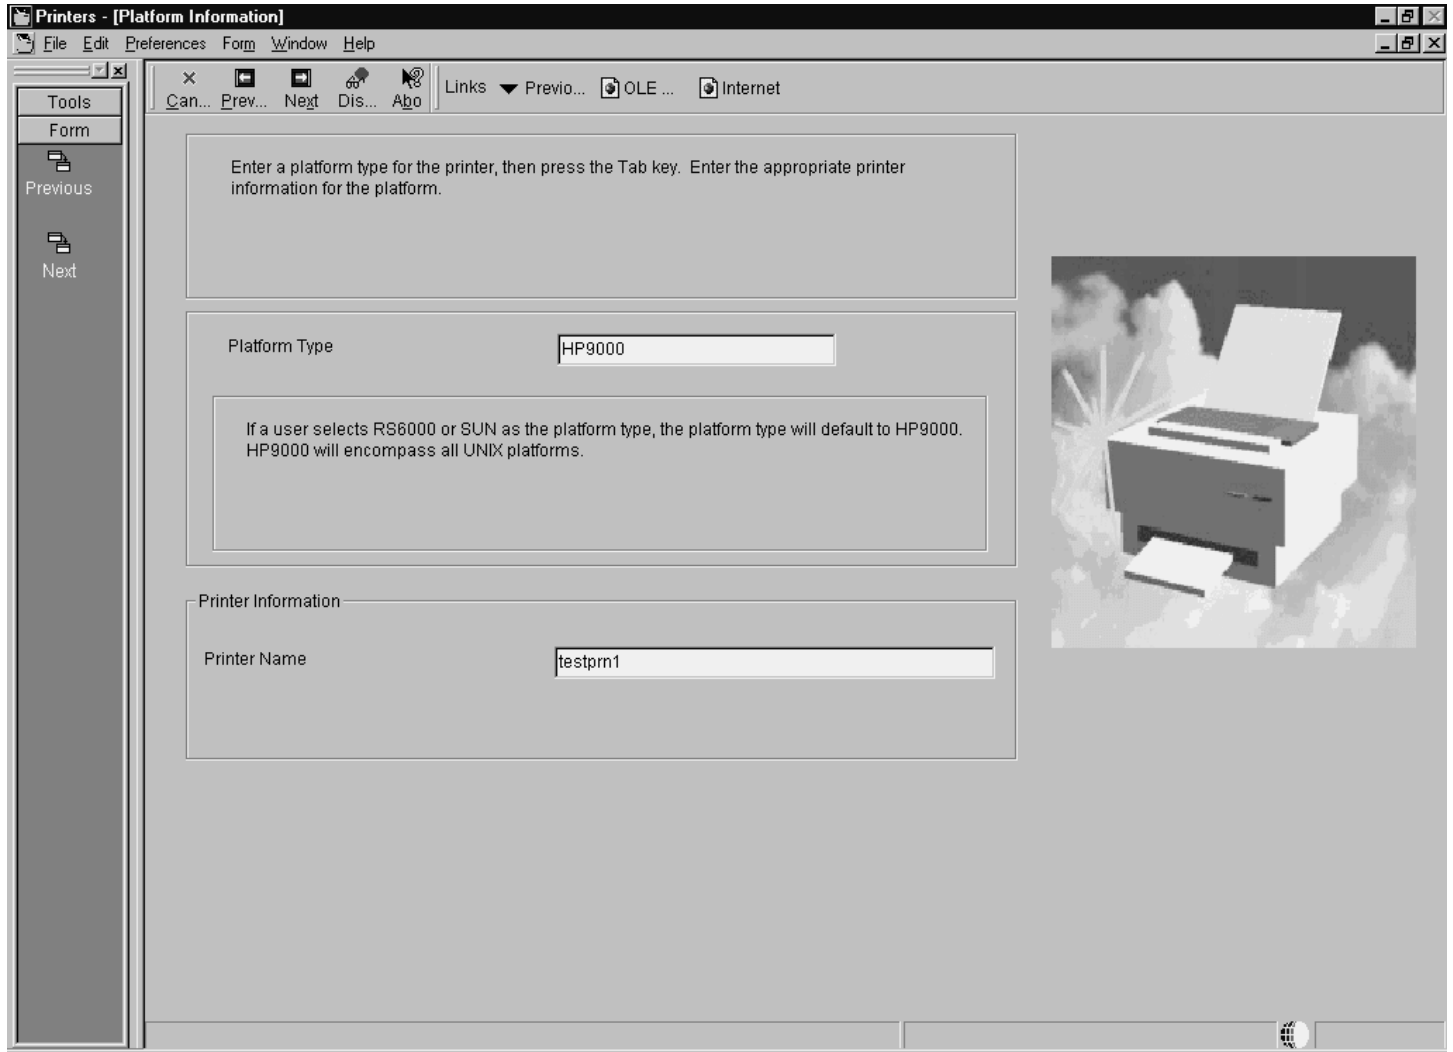 Printers - [Platform Information]
File Edit Preferences Form Window Help
Tools
Form
Previous
Next
Can... Prev... Next Dis... Abo
Links Previo... OLE ... Internet
Enter a platform type for the printer, then press the Tab key. Enter the appropriate printer
information for the platform.
Platform Type
HP9000
If a user selects RS6000 or SUN as the platform type, the platform type will default to HP9000.
HP9000 will encompass all UNIX platforms.
Printer Information
Printer Name
testprn1